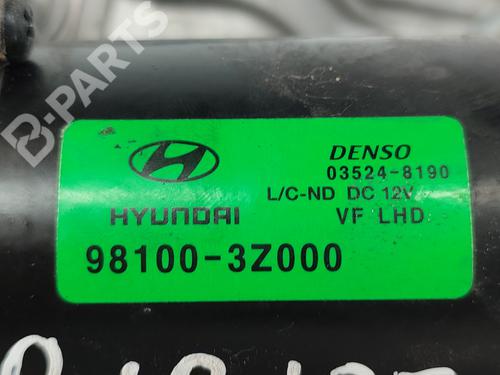 B-PARTS
DENSO
03524-8190
L/C-ND DC 12V
HYUNDAI
VF LHD
98100-3Z000